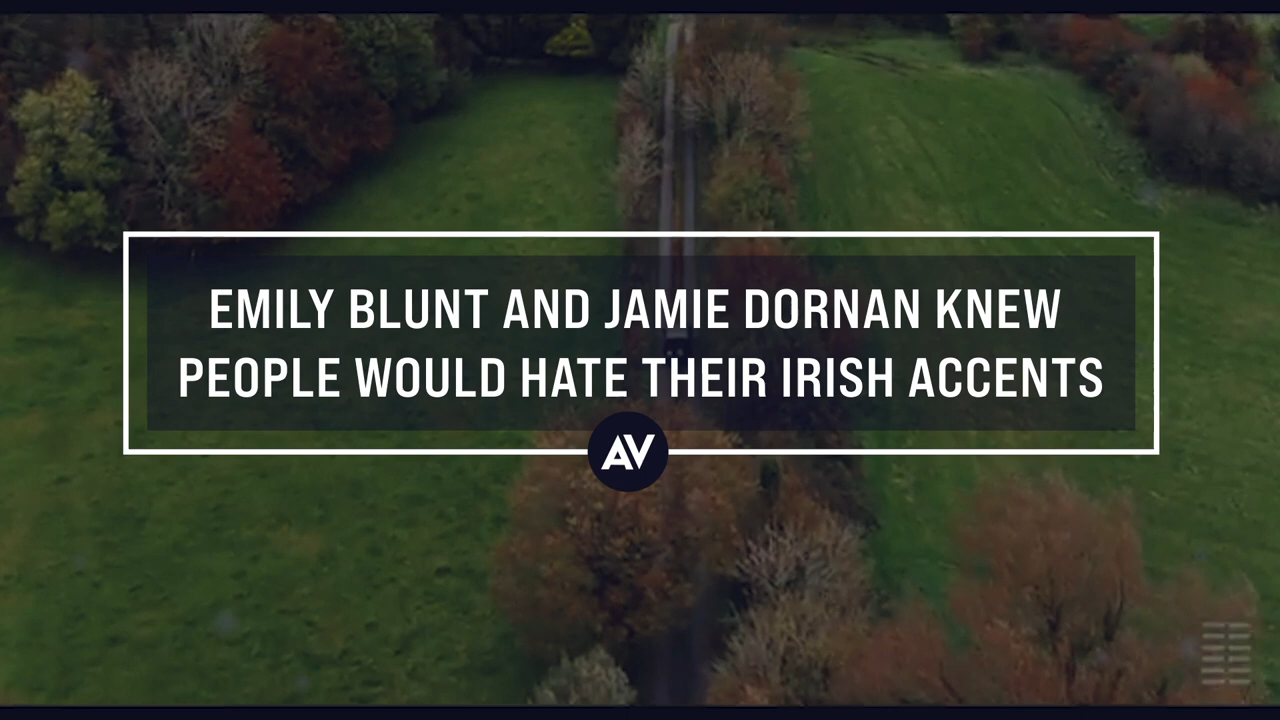 EMILY BLUNT AND JAMIE DORNAN KNEW
PEOPLE WOULD HATE THEIR IRISH ACCENTS
AV